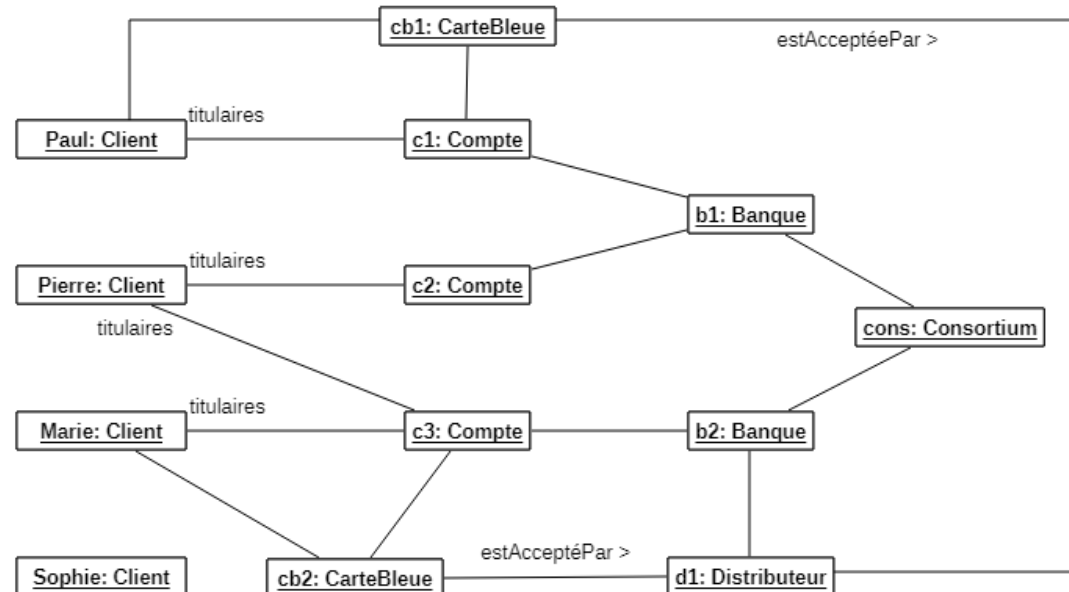 cb1: CarteBleue
estAcceptéePar >
titulaires
Paul: Client
c1: Compte
b1: Banque
titulaires
Pierre: Client
c2: Compte
titulaires
cons: Consortium
titulaires
Marie: Client
c3: Compte
b2: Banque
estAcceptéPar >
Sophie: Client
cb2: CarteBleue
d1: Distributeur